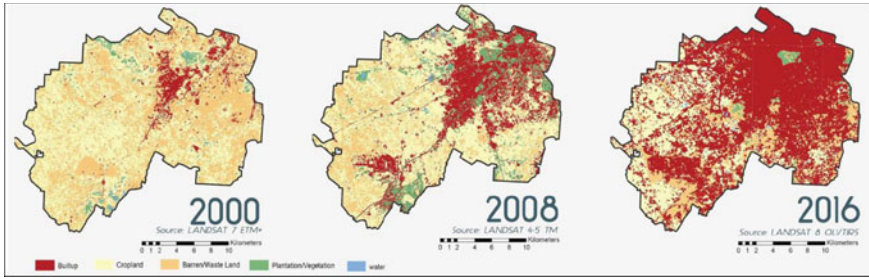 2000
Source: LANDSAT 7 ETM+
0 1 2 4 6 8 10 Kilometers
2008
Source: LANDSAT 4-5 TM
0 1 2 4 6 8 10 Kilometers
2016
Source: LANDSAT 8 OLI/TIRS
0 1 2 4 6 8 10 Kilometers
Builtup Cropland Barren/Waste Land Plantation/Vegetation water